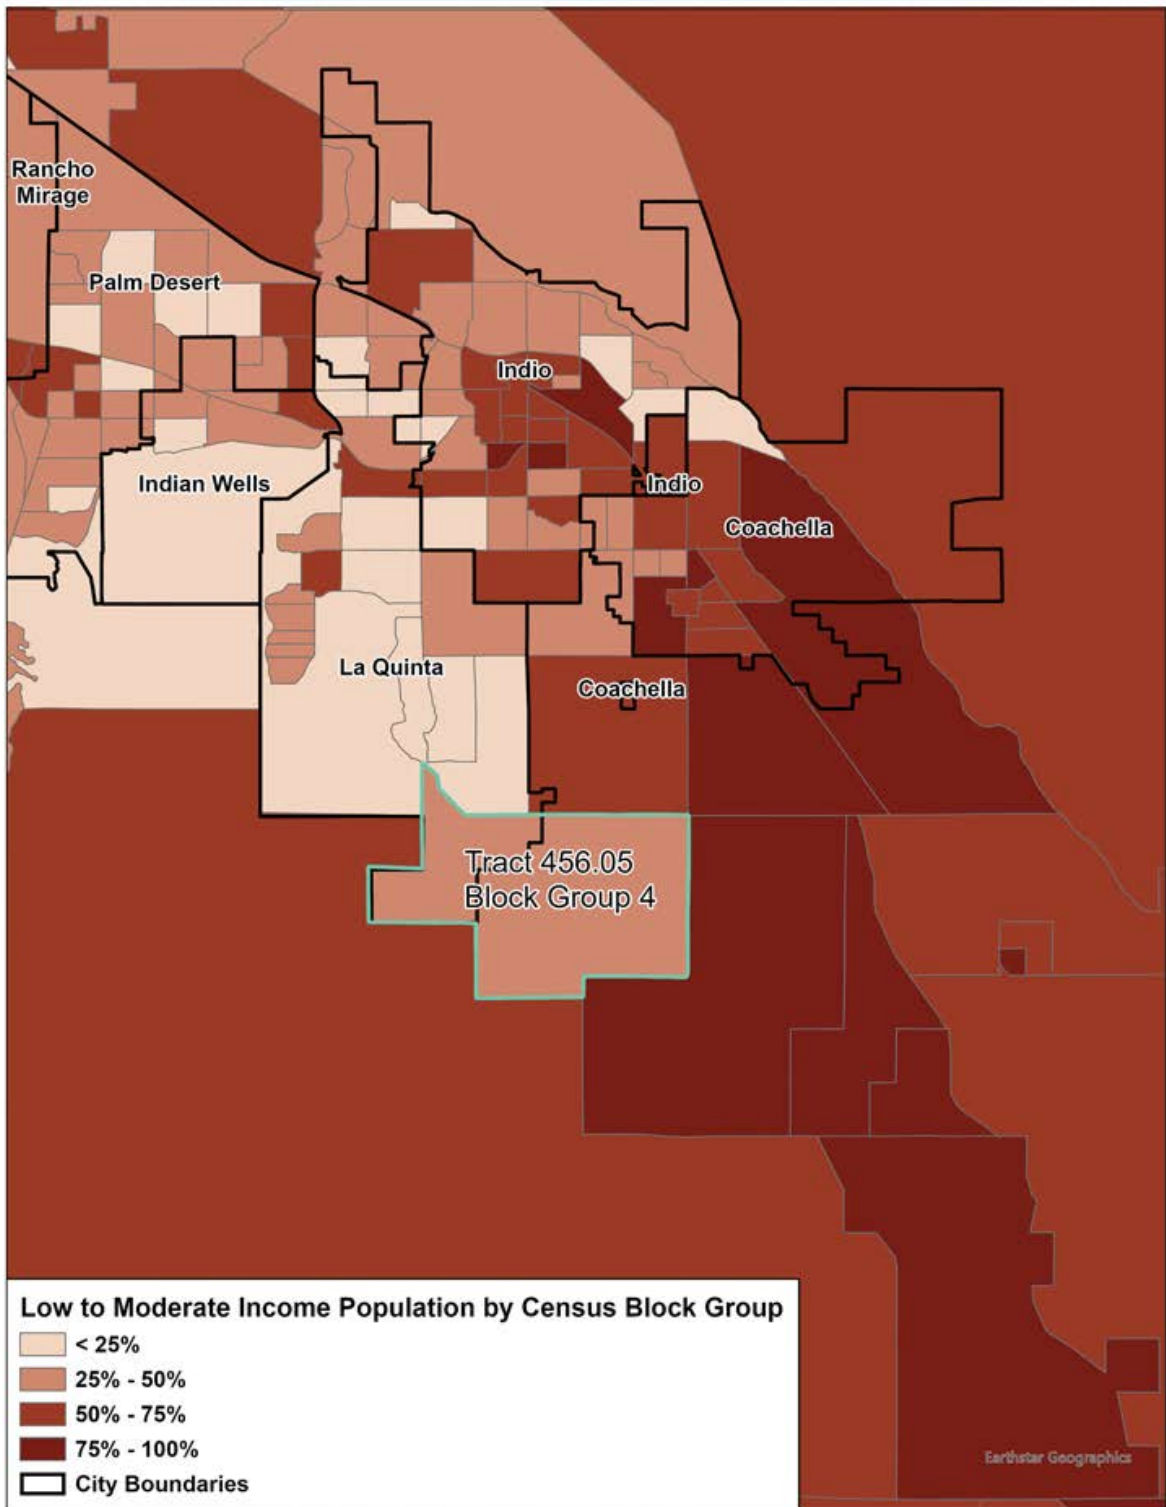 Rancho
Mirage
Palm Desert
Indio
Indian Wells
Indio
Coachella
La Quinta
Coachella
Tract 456.05
Block Group 4
Low to Moderate Income Population by Census Block Group
< 25%
25% - 50%
50% - 75%
75% - 100%
City Boundaries
Earthstar Geographics